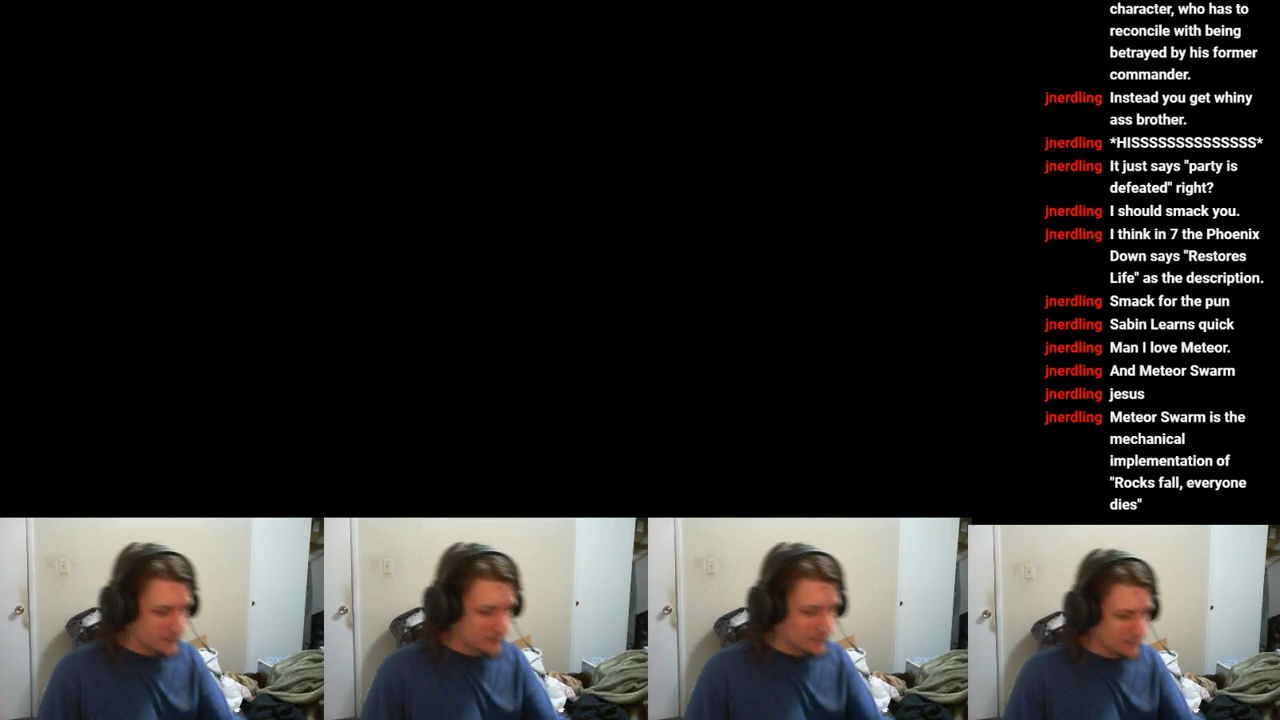 character, who has to
reconcile with being
betrayed by his former
commander.
jnerdling Instead you get whiny
ass brother.
jnerdling *HISSSSSSSSSSSSSS*
jnerdling It just says "party is
defeated" right?
jnerdling I should smack you.
jnerdling I think in 7 the Phoenix
Down says "Restores
Life" as the description.
jnerdling Smack for the pun
jnerdling Sabin Learns quick
jnerdling Man I love Meteor.
jnerdling And Meteor Swarm
jnerdling jesus
jnerdling Meteor Swarm is the
mechanical
implementation of
"Rocks fall, everyone
dies"